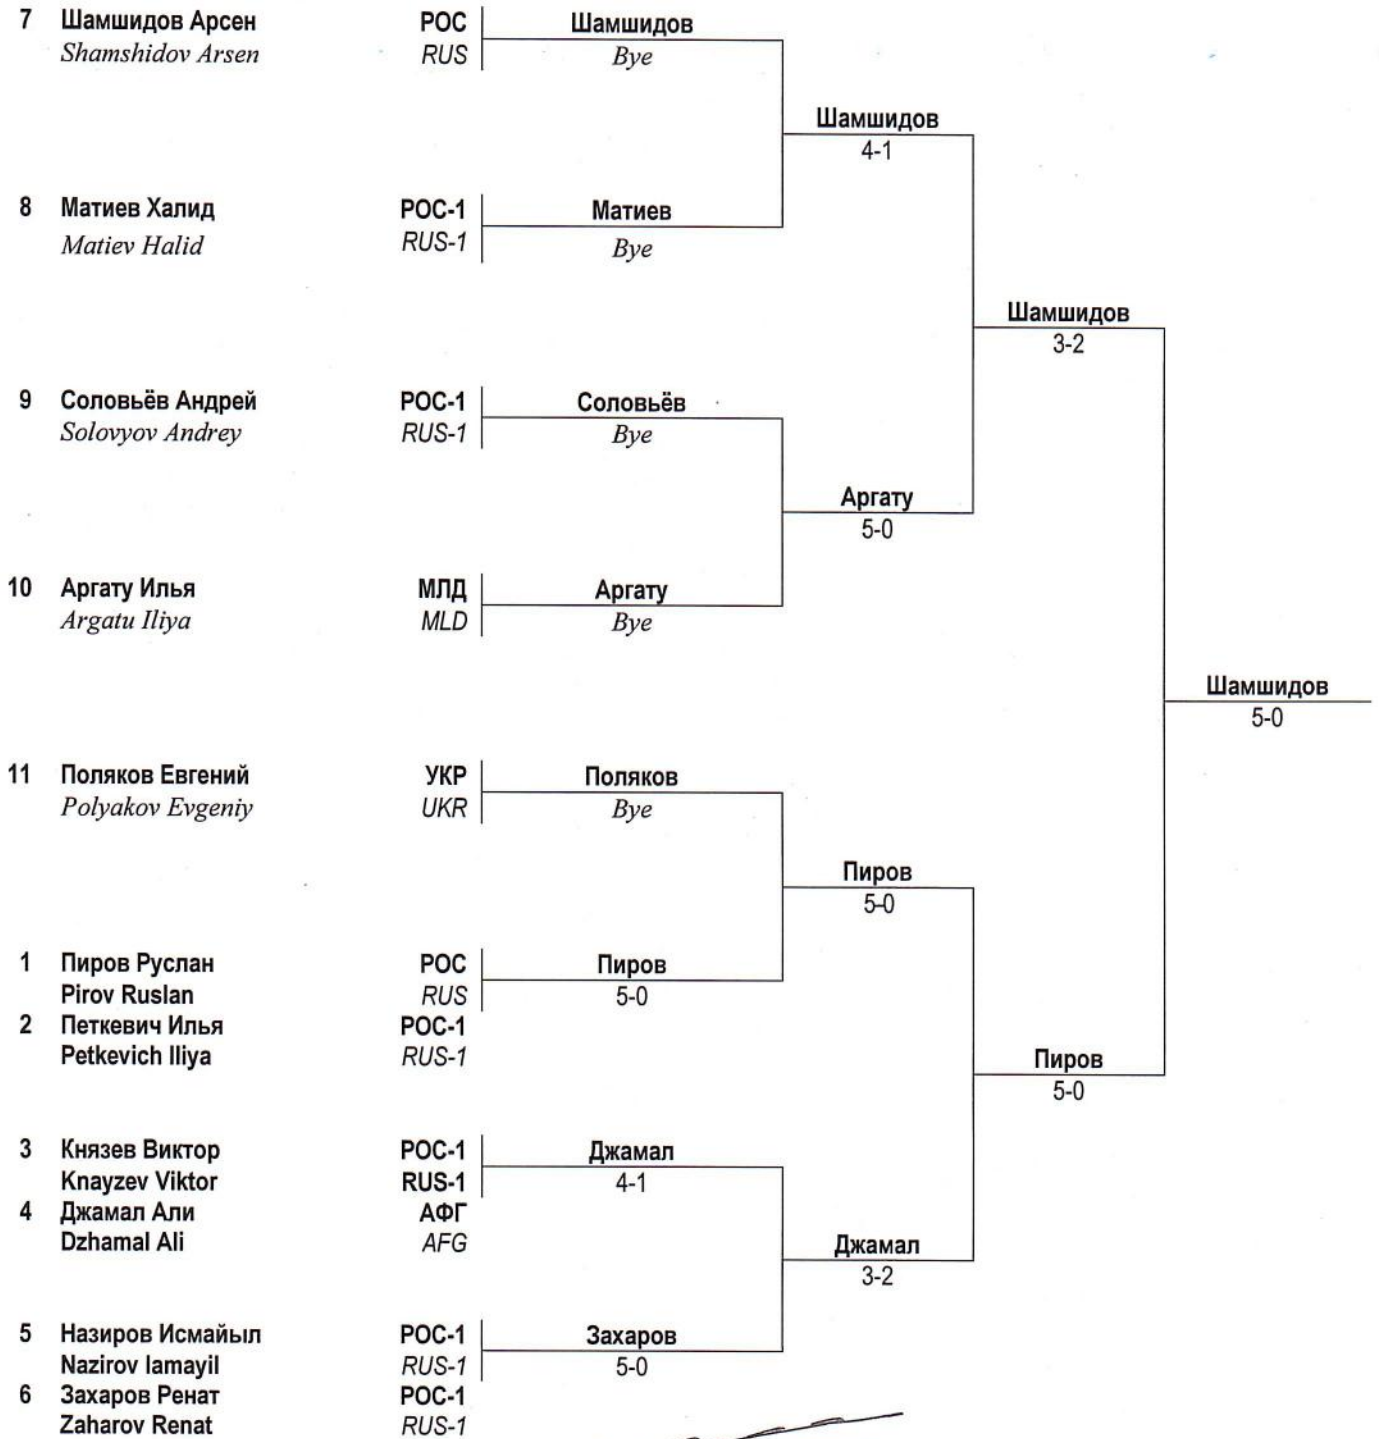 7 Шамшидов Арсен РОС Шамшидов
Shamshidov Arsen RUS Bye
Шамшидов
4-1
8 Матиев Халид РОС-1 Матиев
Matiev Halid RUS-1 Bye
Шамшидов
3-2
9 Соловьёв Андрей РОС-1 Соловьёв
Solovyov Andrey RUS-1 Bye
Аргату
5-0
10 Аргату Илья МЛД Аргату
Argatu Iliya MLD Bye
Шамшидов
5-0
11 Поляков Евгений УКР Поляков
Polyakov Evgeniy UKR Bye
Пиров
5-0
1 Пиров Руслан РОС Пиров
Pirov Ruslan RUS 5-0
2 Петкевич Илья РОС-1
Petkevich Iliya RUS-1
Пиров
5-0
3 Князев Виктор РОС-1 Джамал
Knayzev Viktor RUS-1 4-1
4 Джамал Али АФГ
Dzhamal Ali AFG
Джамал
3-2
5 Назиров Исмайыл РОС-1 Захаров
Nazirov Iamayil RUS-1 5-0
6 Захаров Ренат РОС-1
Zaharov Renat RUS-1